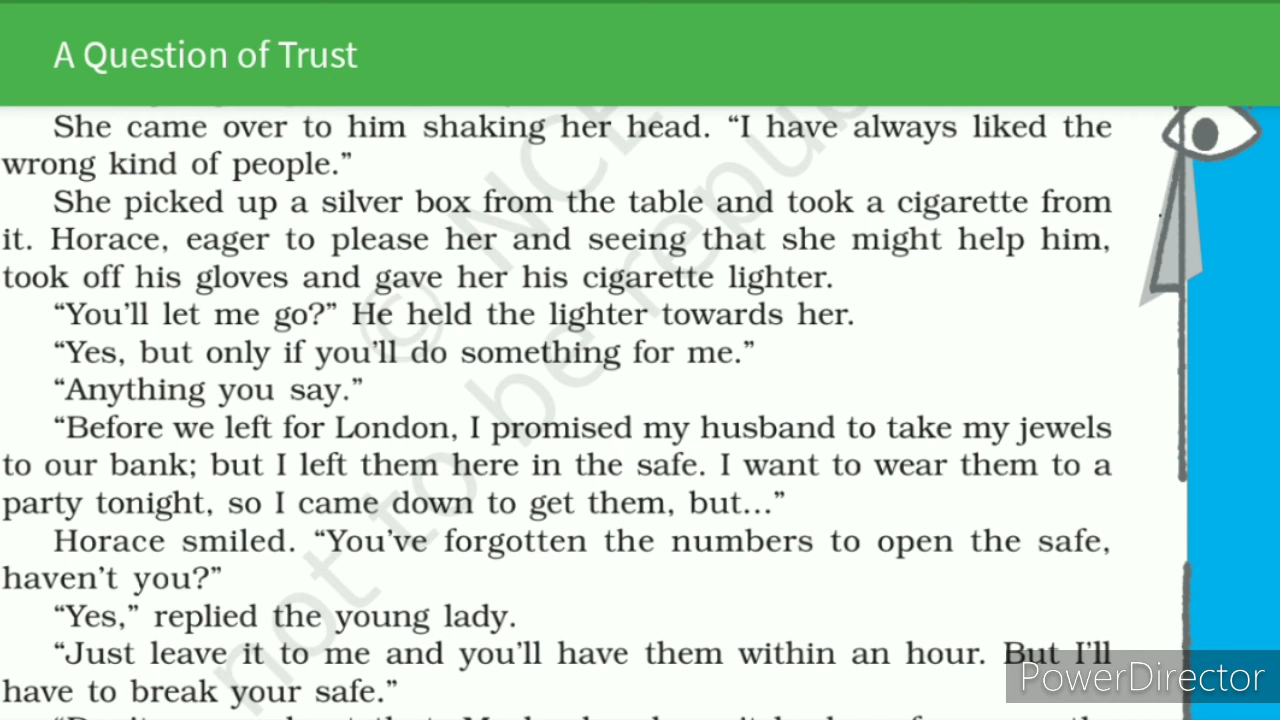 A Question of Trust
She came over to him shaking her head. “I have always liked the
wrong kind of people.”
She picked up a silver box from the table and took a cigarette from
it. Horace, eager to please her and seeing that she might help him,
took off his gloves and gave her his cigarette lighter.
“You’ll let me go?” He held the lighter towards her.
“Yes, but only if you’ll do something for me.”
“Anything you say.”
“Before we left for London, I promised my husband to take my jewels
to our bank; but I left them here in the safe. I want to wear them to a
party tonight, so I came down to get them, but...”
Horace smiled. “You’ve forgotten the numbers to open the safe,
haven’t you?”
“Yes,” replied the young lady.
“Just leave it to me and you’ll have them within an hour. But I’ll
have to break your safe.”
PowerDirector
© NCE
not to be repub